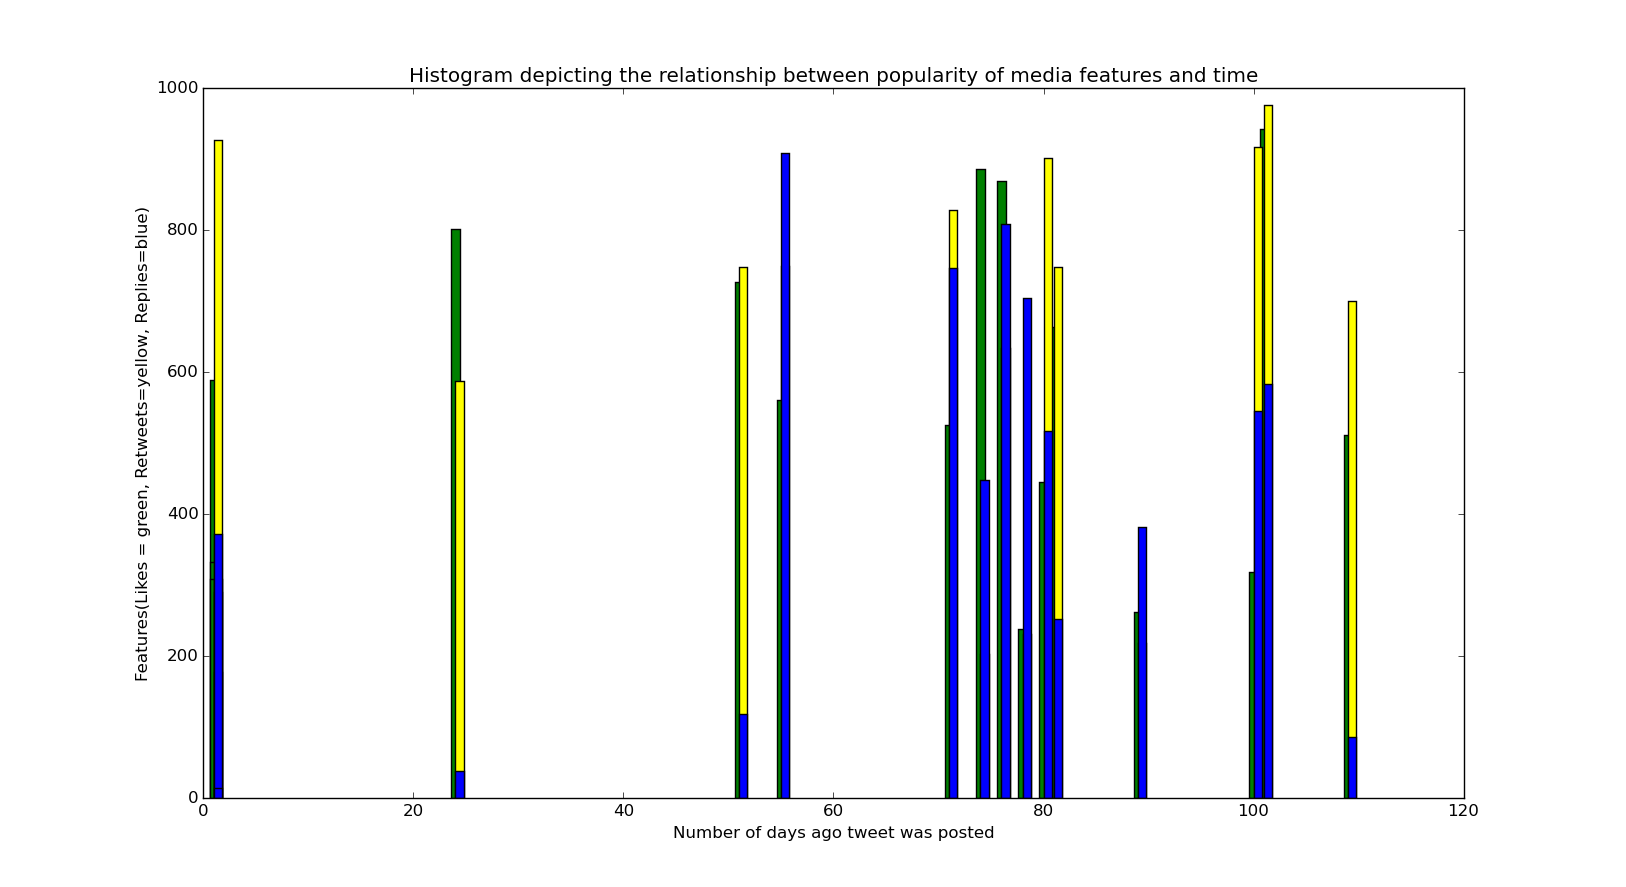 Histogram depicting the relationship between popularity of media features and time
1000
800
600
400
200
0
Features(Likes = green, Retweets=yellow, Replies=blue)
0 20 40 60 80 100 120
Number of days ago tweet was posted